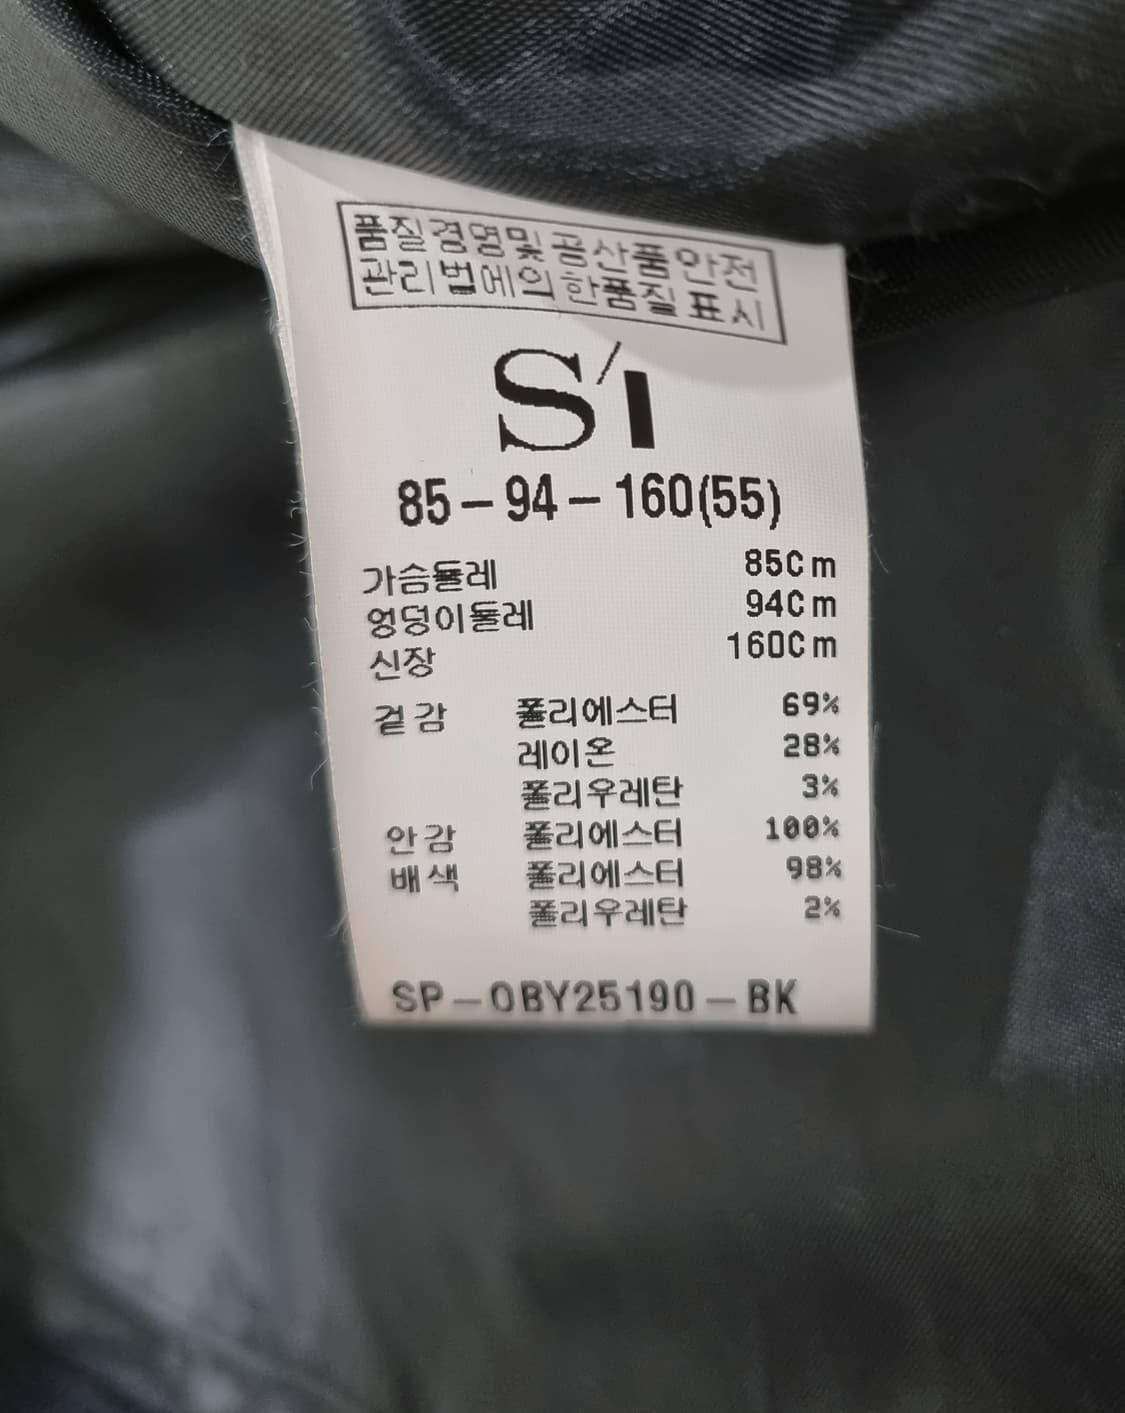 품질경영및공산품안전
관리법에의한품질표시
S'I
85-94-160(55)
가슴둘레 85Cm
엉덩이둘레 94Cm
신장 160Cm
겉감 폴리에스터 69%
레이온 28%
폴리우레탄 3%
안감 폴리에스터 100%
배색 폴리에스터 98%
폴리우레탄 2%
SP-OBY25190-BK